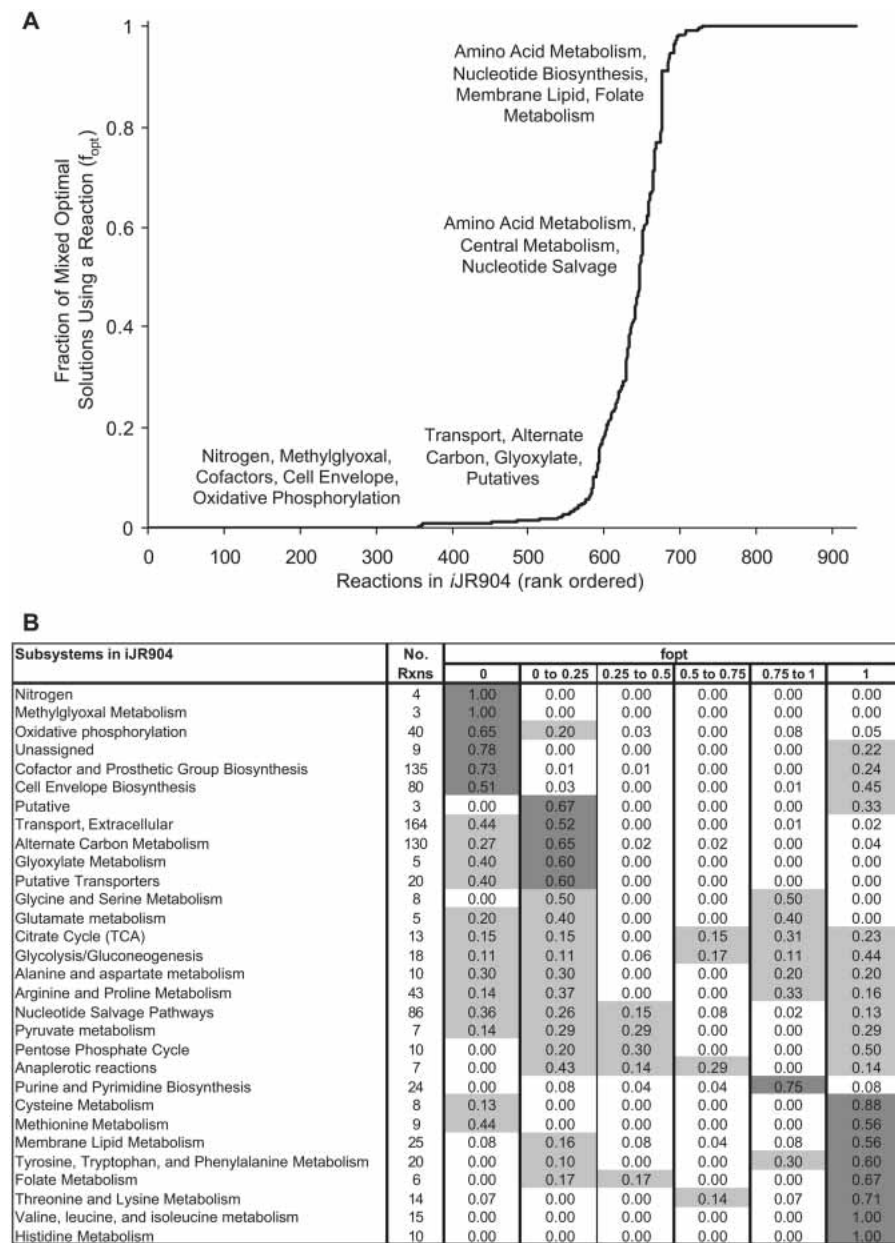 A
Fraction of Mixed Optimal
Solutions Using a Reaction (fopt)
1
0.8
0.6
0.4
0.2
0
Amino Acid Metabolism,
Nucleotide Biosynthesis,
Membrane Lipid, Folate
Metabolism
Amino Acid Metabolism,
Central Metabolism,
Nucleotide Salvage
Nitrogen, Methylglyoxal,
Cofactors, Cell Envelope,
Oxidative Phosphorylation
Transport, Alternate
Carbon, Glyoxylate,
Putatives
0 100 200 300 400 500 600 700 800 900
Reactions in iJR904 (rank ordered)
B
Subsystems in iJR904 No. Rxns fopt
0 0 to 0.25 0.25 to 0.5 0.5 to 0.75 0.75 to 1 1
Nitrogen 4 1.00 0.00 0.00 0.00 0.00 0.00
Methylglyoxal Metabolism 3 1.00 0.00 0.00 0.00 0.00 0.00
Oxidative phosphorylation 40 0.65 0.20 0.03 0.00 0.08 0.05
Unassigned 9 0.78 0.00 0.00 0.00 0.00 0.22
Cofactor and Prosthetic Group Biosynthesis 135 0.73 0.01 0.01 0.00 0.00 0.24
Cell Envelope Biosynthesis 80 0.51 0.03 0.00 0.00 0.01 0.45
Putative 3 0.00 0.67 0.00 0.00 0.00 0.33
Transport, Extracellular 164 0.44 0.52 0.00 0.00 0.01 0.02
Alternate Carbon Metabolism 130 0.27 0.65 0.02 0.02 0.00 0.04
Glyoxylate Metabolism 5 0.40 0.60 0.00 0.00 0.00 0.00
Putative Transporters 20 0.40 0.60 0.00 0.00 0.00 0.00
Glycine and Serine Metabolism 8 0.00 0.50 0.00 0.00 0.50 0.00
Glutamate metabolism 5 0.20 0.40 0.00 0.00 0.40 0.00
Citrate Cycle (TCA) 13 0.15 0.15 0.00 0.15 0.31 0.23
Glycolysis/Gluconeogenesis 18 0.11 0.11 0.06 0.17 0.11 0.44
Alanine and aspartate metabolism 10 0.30 0.30 0.00 0.00 0.20 0.20
Arginine and Proline Metabolism 43 0.14 0.37 0.00 0.00 0.33 0.16
Nucleotide Salvage Pathways 86 0.36 0.26 0.15 0.08 0.02 0.13
Pyruvate metabolism 7 0.14 0.29 0.29 0.00 0.00 0.29
Pentose Phosphate Cycle 10 0.00 0.20 0.30 0.00 0.00 0.50
Anaplerotic reactions 7 0.00 0.43 0.14 0.29 0.00 0.14
Purine and Pyrimidine Biosynthesis 24 0.00 0.08 0.04 0.04 0.75 0.08
Cysteine Metabolism 8 0.13 0.00 0.00 0.00 0.00 0.88
Methionine Metabolism 9 0.44 0.00 0.00 0.00 0.00 0.56
Membrane Lipid Metabolism 25 0.08 0.16 0.08 0.04 0.08 0.56
Tyrosine, Tryptophan, and Phenylalanine Metabolism 20 0.00 0.10 0.00 0.00 0.30 0.60
Folate Metabolism 6 0.00 0.17 0.17 0.00 0.00 0.67
Threonine and Lysine Metabolism 14 0.07 0.00 0.00 0.14 0.07 0.71
Valine, leucine, and isoleucine metabolism 15 0.00 0.00 0.00 0.00 0.00 1.00
Histidine Metabolism 10 0.00 0.00 0.00 0.00 0.00 1.00